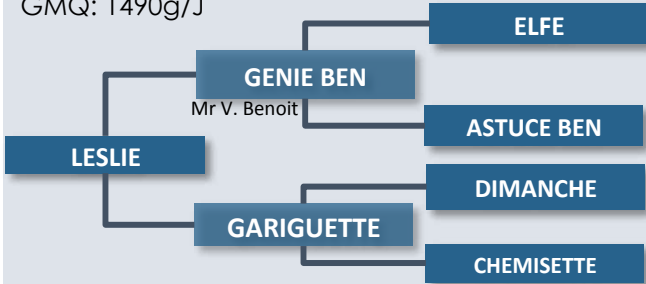 GMQ: 1490g/J
ELFE
GENIE BEN
Mr V. Benoit
ASTUCE BEN
LESLIE
DIMANCHE
GARIGUETTE
CHEMISETTE